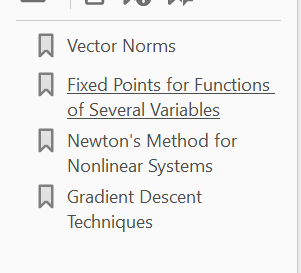 Vector Norms
Fixed Points for Functions
of Several Variables
Newton's Method for
Nonlinear Systems
Gradient Descent
Techniques